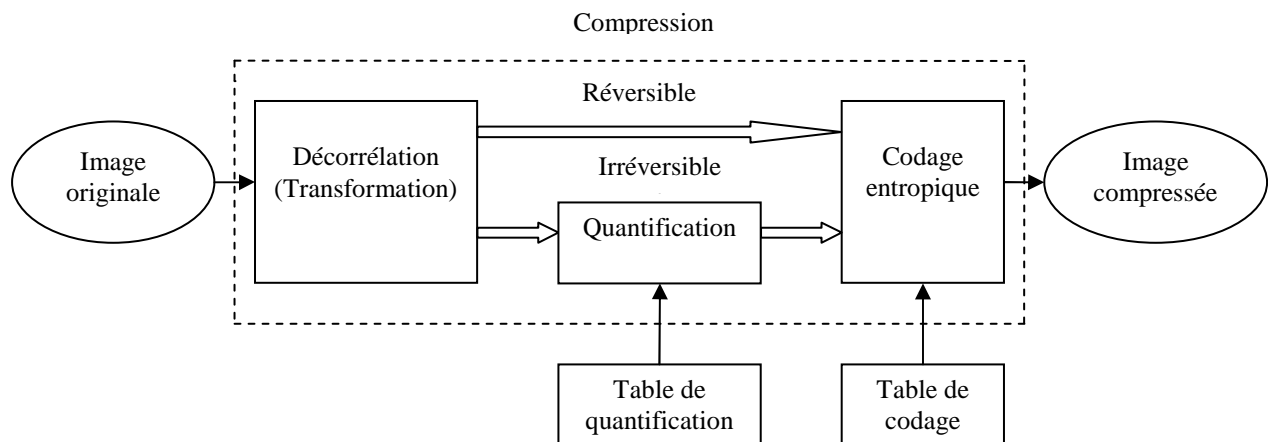 Compression
Réversible
Image
originale
Décorrélation
(Transformation)
Irréversible
Quantification
Codage
entropique
Image
compressée
Table de
quantification
Table de
codage